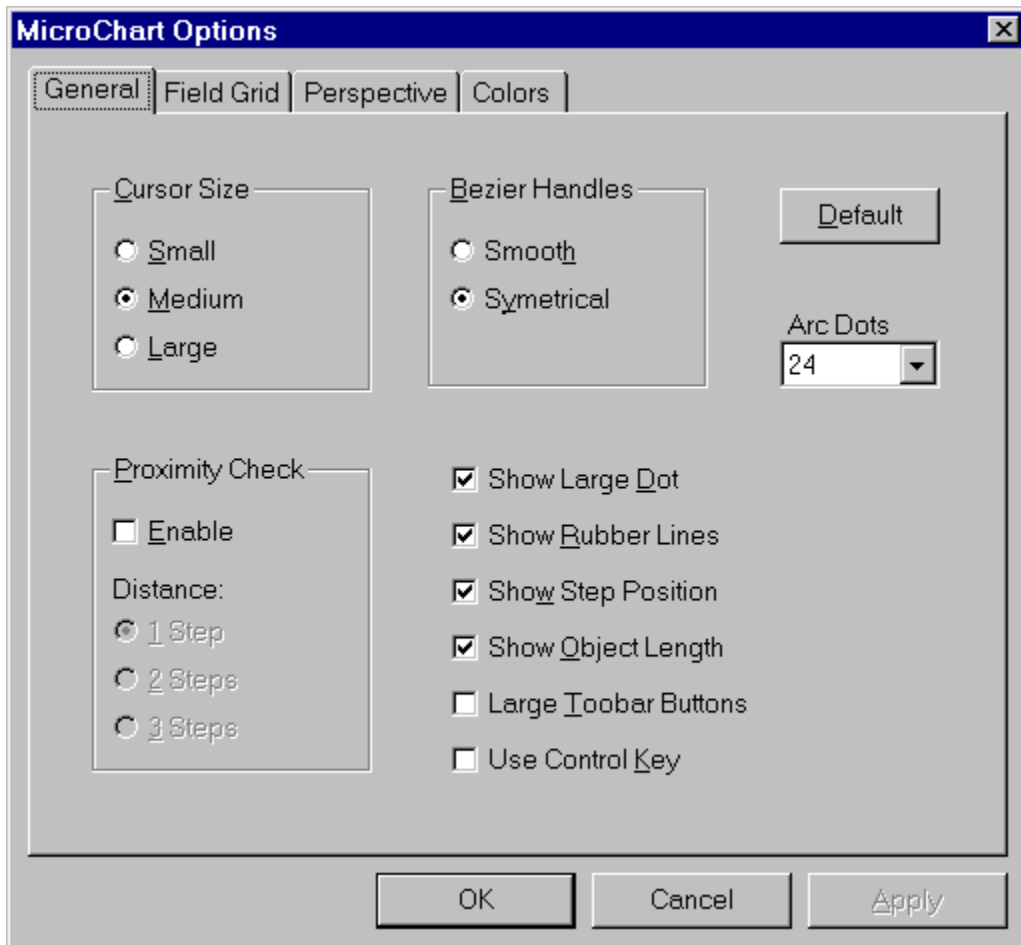 MicroChart Options
General Field Grid Perspective Colors
Cursor Size
Small
Medium
Large
Bezier Handles
Smooth
Symetrical
Default
Arc Dots
24
Proximity Check
Enable
Distance:
1 Step
2 Steps
3 Steps
Show Large Dot
Show Rubber Lines
Show Step Position
Show Object Length
Large Toobar Buttons
Use Control Key
OK Cancel Apply